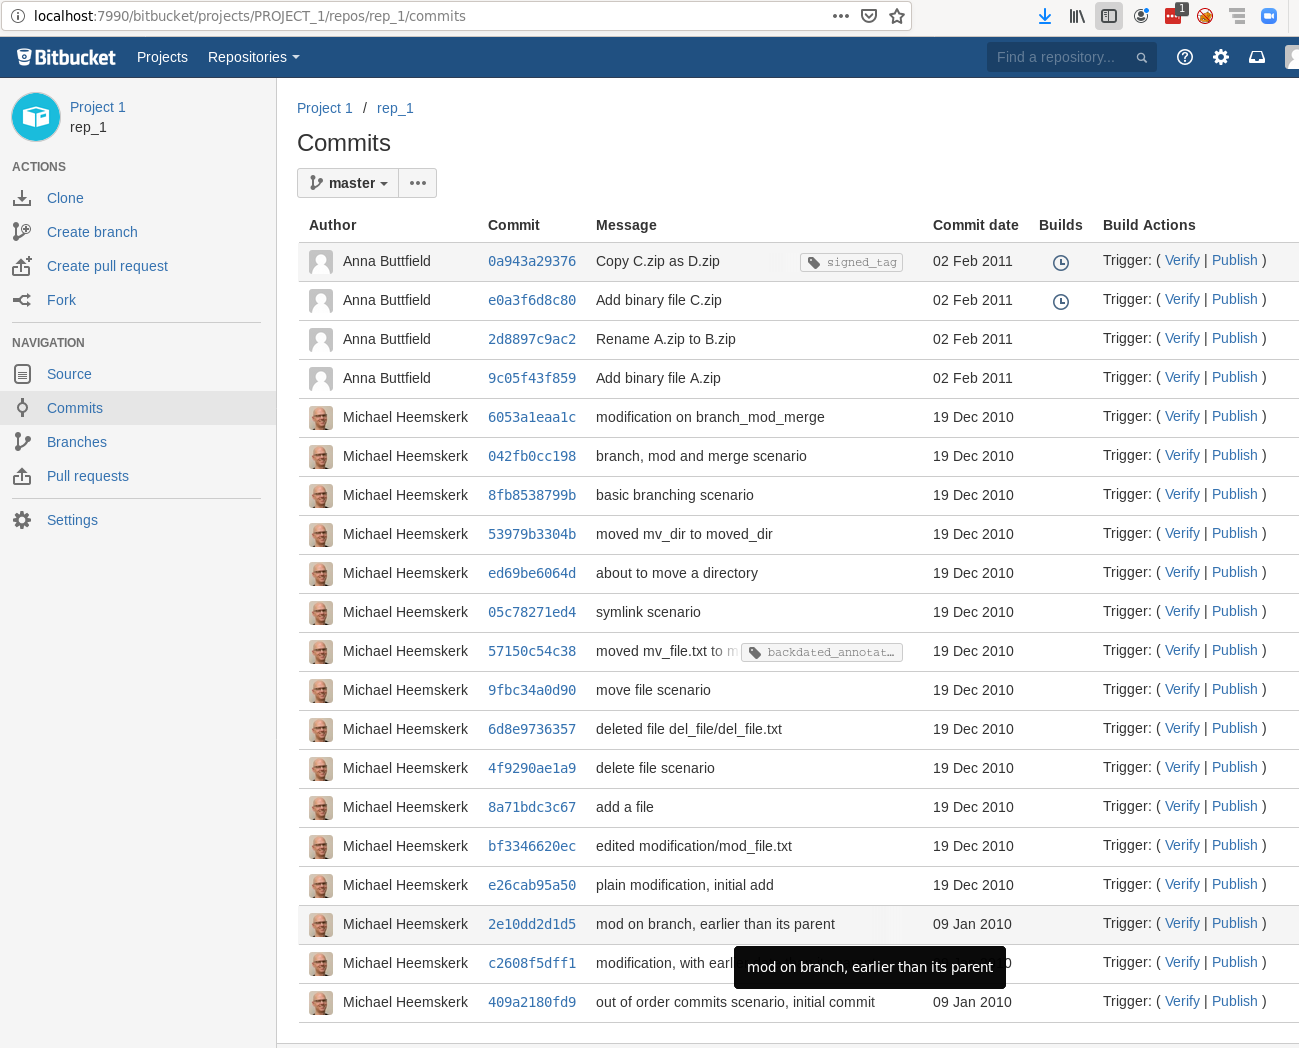 localhost:7990/bitbucket/projects/PROJECT_1/repos/rep_1/commits
1
Bitbucket Projects Repositories Find a repository...
Project 1
rep_1
ACTIONS
Clone
Create branch
Create pull request
Fork
NAVIGATION
Source
Commits
Branches
Pull requests
Settings
Project 1 / rep_1
Commits
master
Author Commit Message Commit date Builds Build Actions
Anna Buttfield 0a943a29376 Copy C.zip as D.zip signed_tag 02 Feb 2011 Trigger: ( Verify | Publish )
Anna Buttfield e0a3f6d8c80 Add binary file C.zip 02 Feb 2011 Trigger: ( Verify | Publish )
Anna Buttfield 2d8897c9ac2 Rename A.zip to B.zip 02 Feb 2011 Trigger: ( Verify | Publish )
Anna Buttfield 9c05f43f859 Add binary file A.zip 02 Feb 2011 Trigger: ( Verify | Publish )
Michael Heemskerk 6053a1eaa1c modification on branch_mod_merge 19 Dec 2010 Trigger: ( Verify | Publish )
Michael Heemskerk 042fb0cc198 branch, mod and merge scenario 19 Dec 2010 Trigger: ( Verify | Publish )
Michael Heemskerk 8fb8538799b basic branching scenario 19 Dec 2010 Trigger: ( Verify | Publish )
Michael Heemskerk 53979b3304b moved mv_dir to moved_dir 19 Dec 2010 Trigger: ( Verify | Publish )
Michael Heemskerk ed69be6064d about to move a directory 19 Dec 2010 Trigger: ( Verify | Publish )
Michael Heemskerk 05c78271ed4 symlink scenario 19 Dec 2010 Trigger: ( Verify | Publish )
Michael Heemskerk 57150c54c38 moved mv_file.txt to m backdated_annotat… 19 Dec 2010 Trigger: ( Verify | Publish )
Michael Heemskerk 9fbc34a0d90 move file scenario 19 Dec 2010 Trigger: ( Verify | Publish )
Michael Heemskerk 6d8e9736357 deleted file del_file/del_file.txt 19 Dec 2010 Trigger: ( Verify | Publish )
Michael Heemskerk 4f9290ae1a9 delete file scenario 19 Dec 2010 Trigger: ( Verify | Publish )
Michael Heemskerk 8a71bdc3c67 add a file 19 Dec 2010 Trigger: ( Verify | Publish )
Michael Heemskerk bf3346620ec edited modification/mod_file.txt 19 Dec 2010 Trigger: ( Verify | Publish )
Michael Heemskerk e26cab95a50 plain modification, initial add 19 Dec 2010 Trigger: ( Verify | Publish )
Michael Heemskerk 2e10dd2d1d5 mod on branch, earlier than its parent 09 Jan 2010 Trigger: ( Verify | Publish )
Michael Heemskerk c2608f5dff1 modification, with earl Trigger: ( Verify | Publish )
mod on branch, earlier than its parent
Michael Heemskerk 409a2180fd9 out of order commits scenario, initial commit 09 Jan 2010 Trigger: ( Verify | Publish )